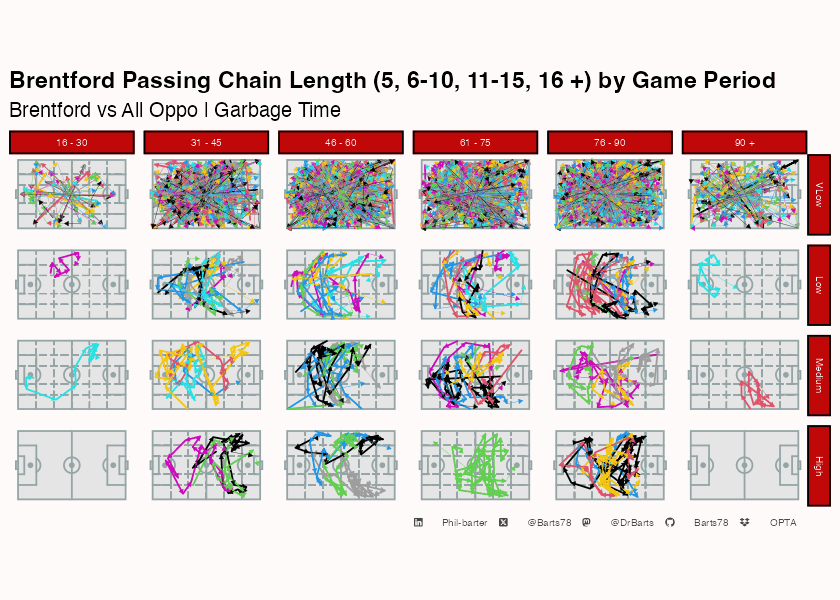 Brentford Passing Chain Length (5, 6-10, 11-15, 16 +) by Game Period
Brentford vs All Oppo | Garbage Time
16 - 30 31 - 45 46 - 60 61 - 75 76 - 90 90 +
VLow
Low
Medium
High
Phil-barter @Barts78 @DrBarts Barts78 OPTA